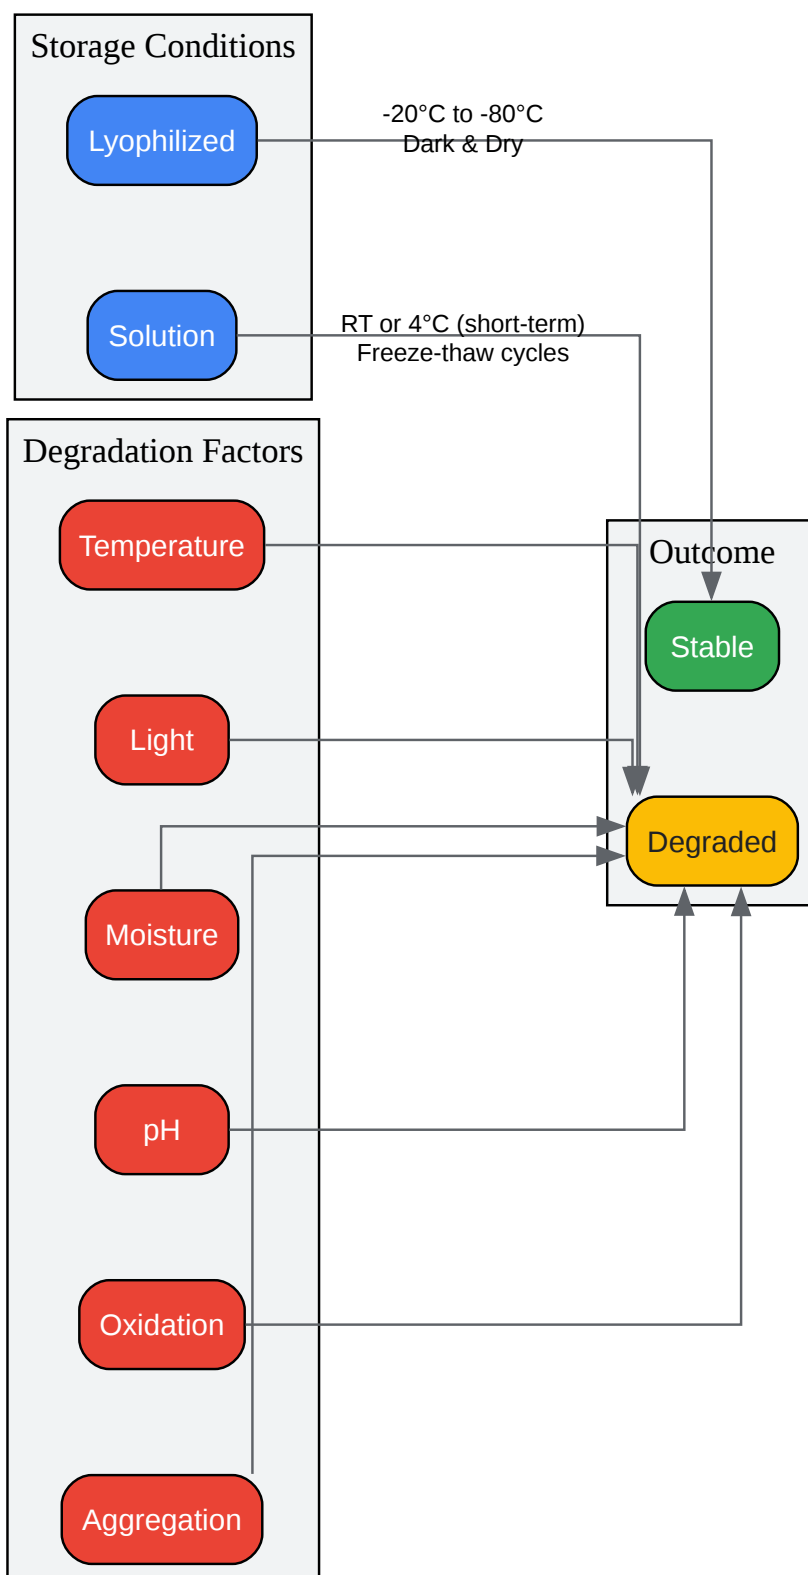 Storage Conditions
Lyophilized
-20°C to -80°C
Dark & Dry
Solution
RT or 4°C (short-term)
Freeze-thaw cycles
Degradation Factors
Temperature
Light
Moisture
pH
Oxidation
Aggregation
Outcome
Stable
Degraded